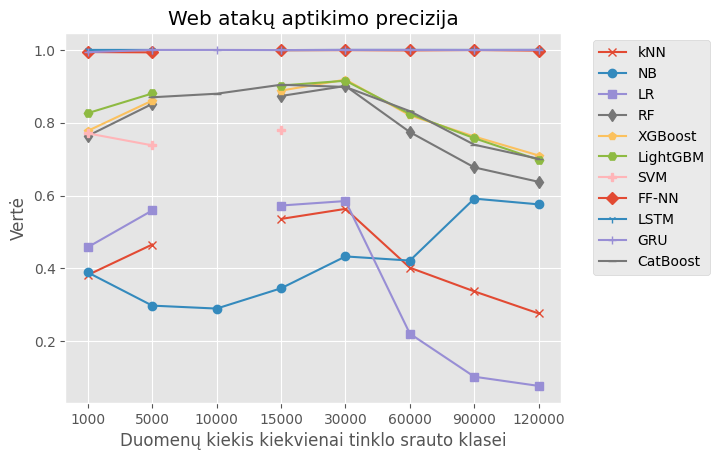 Web atakų aptikimo precizija
Vertė
1.0
0.8
0.6
0.4
0.2
1000 5000 10000 15000 30000 60000 90000 120000
Duomenų kiekis kiekvienai tinklo srauto klasei
kNN
NB
LR
RF
XGBoost
LightGBM
SVM
FF-NN
LSTM
GRU
CatBoost